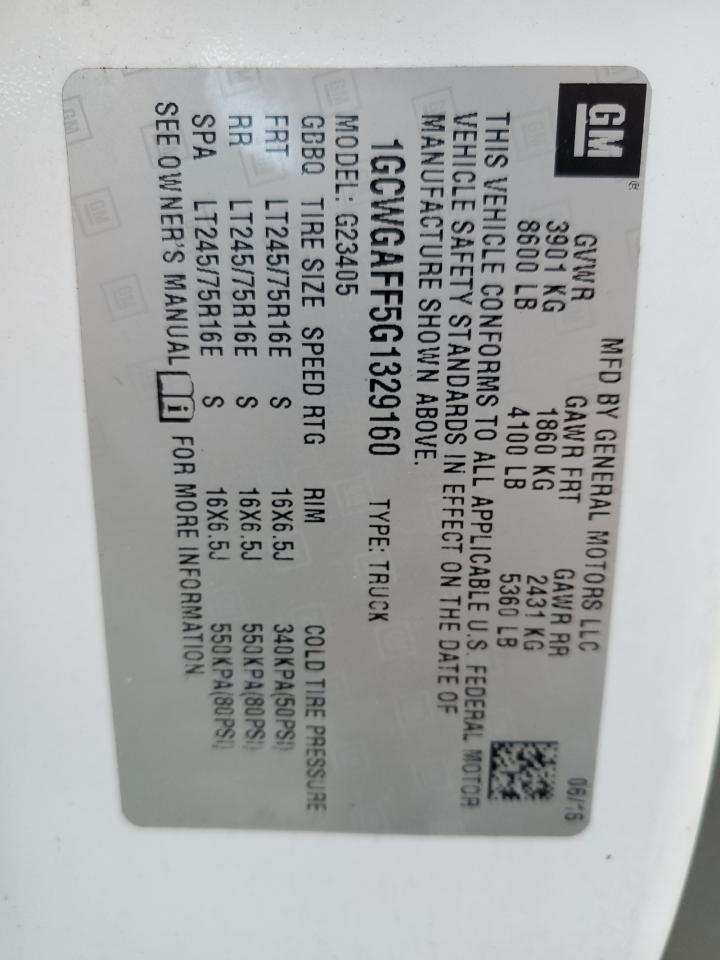 GM
®
MFD BY GENERAL MOTORS LLC 06/16
GVWR GAWR FRT GAWR RR
3901 KG 1860 KG 2431 KG
8600 LB 4100 LB 5360 LB
THIS VEHICLE CONFORMS TO ALL APPLICABLE U.S. FEDERAL MOTOR
VEHICLE SAFETY STANDARDS IN EFFECT ON THE DATE OF
MANUFACTURE SHOWN ABOVE.
1GCWGAFF5G1329160 TYPE: TRUCK
MODEL: G23405
GDBQ TIRE SIZE SPEED RTG RIM COLD TIRE PRESSURE
FRT LT245/75R16E S 16X6.5J 340KPA(50PSI)
RR LT245/75R16E S 16X6.5J 550KPA(80PSI)
SPA LT245/75R16E S 16X6.5J 550KPA(80PSI)
SEE OWNER'S MANUAL i FOR MORE INFORMATION.